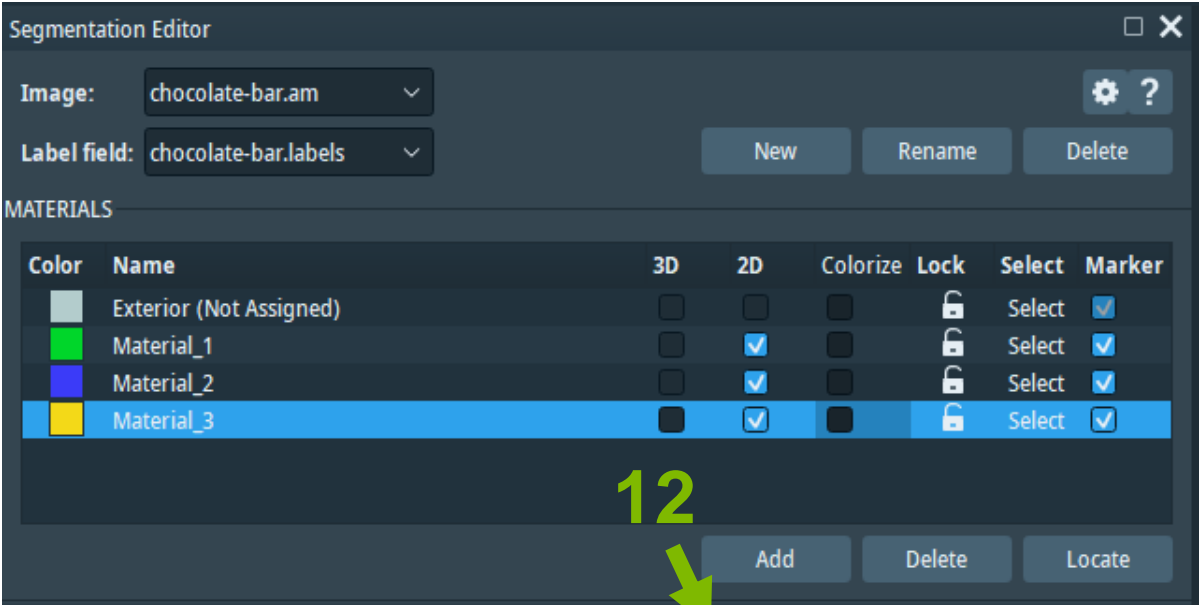 Segmentation Editor
Image: chocolate-bar.am ?
Label field: chocolate-bar.labels New Rename Delete
MATERIALS
Color Name 3D 2D Colorize Lock Select Marker
Exterior (Not Assigned) Select
Material_1 Select
Material_2 Select
Material_3 Select
12
Add Delete Locate